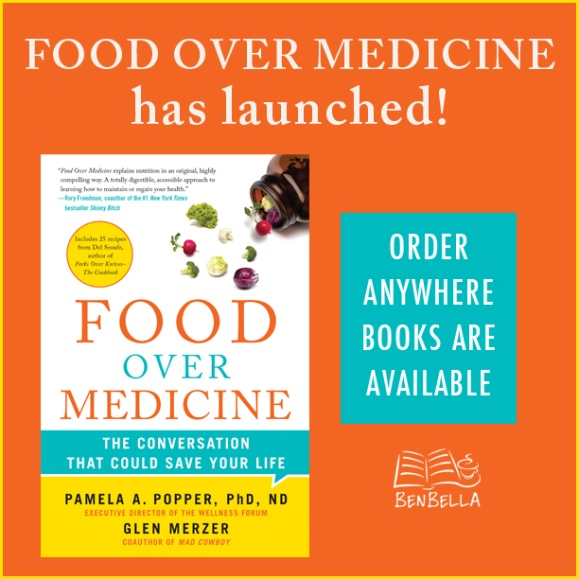 FOOD OVER MEDICINE
has launched!
"Food Over Medicine explains nutrition in an original, highly
compelling way. A totally digestible, accessible approach to
learning how to maintain or regain your health."
—Rory Freedman, coauthor of the #1 New York Times
bestseller Skinny Bitch
Includes 25 recipes
from Del Sroufe,
author of
Forks Over Knives—
The Cookbook
FOOD
OVER
MEDICINE
THE CONVERSATION
THAT COULD SAVE YOUR LIFE
PAMELA A. POPPER, PhD, ND
EXECUTIVE DIRECTOR OF THE WELLNESS FORUM
GLEN MERZER
COAUTHOR OF MAD COWBOY
ORDER
ANYWHERE
BOOKS ARE
AVAILABLE
BENBELLA